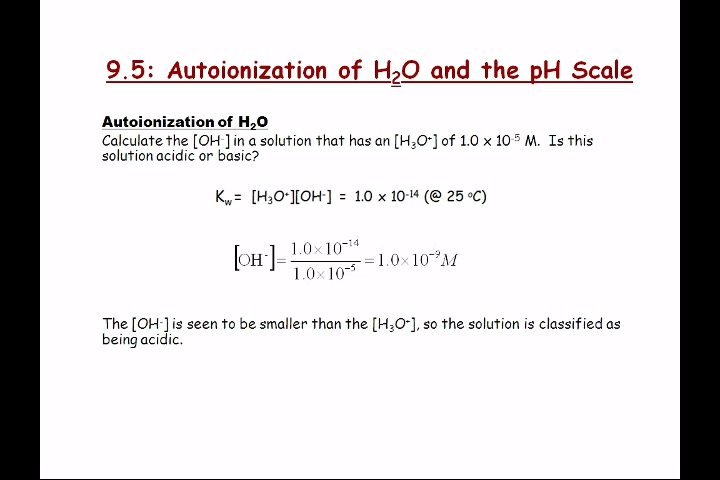 9.5: Autoionization of H₂O and the pH Scale
Autoionization of H₂O
Calculate the [OH⁻] in a solution that has an [H₃O⁺] of 1.0 x 10⁻⁵ M. Is this
solution acidic or basic?
K_w = [H₃O⁺][OH⁻] = 1.0 x 10⁻¹⁴ (@ 25 ᵒC)
[OH⁻] = 1.0×10⁻¹⁴ / 1.0×10⁻⁵ = 1.0×10⁻⁹ M
The [OH⁻] is seen to be smaller than the [H₃O⁺], so the solution is classified as
being acidic.